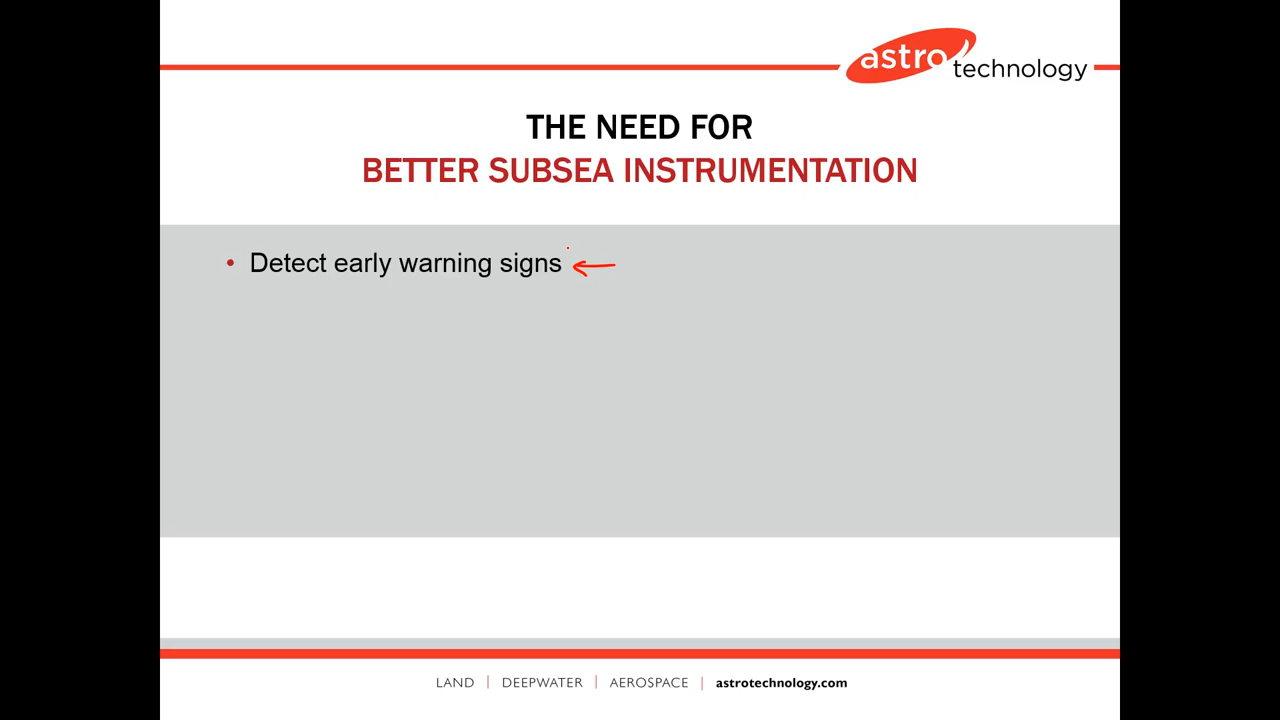 astro
technology
THE NEED FOR
BETTER SUBSEA INSTRUMENTATION
• Detect early warning signs
LAND | DEEPWATER | AEROSPACE | astrotechnology.com